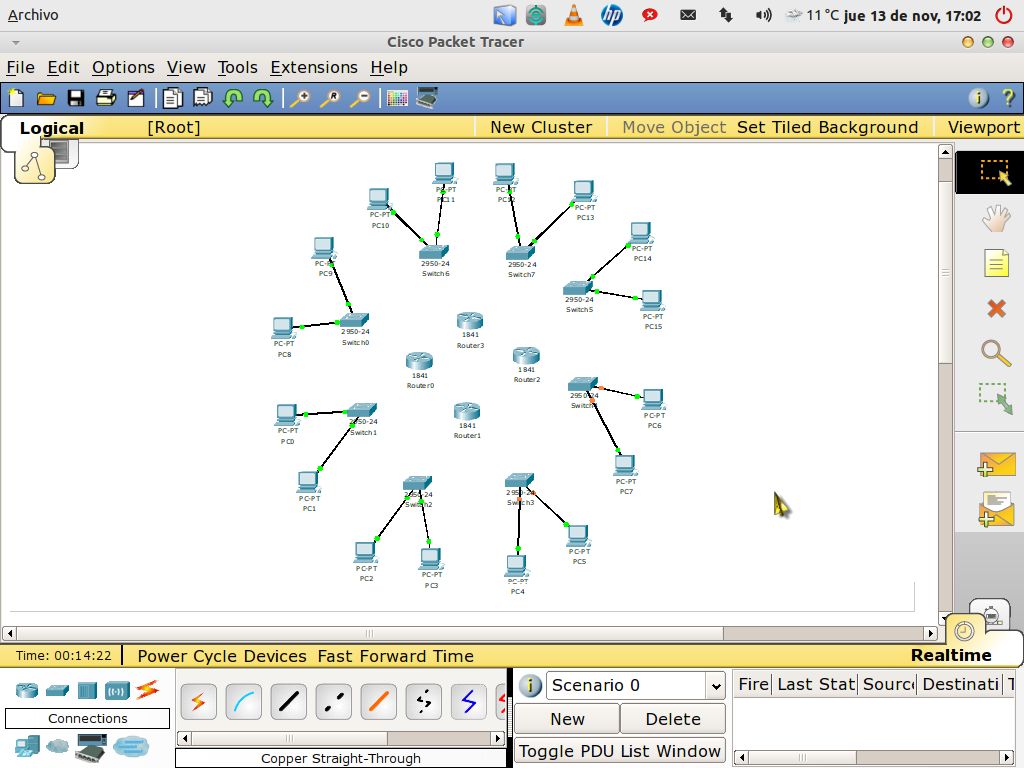 Archivo
11 °C jue 13 de nov, 17:02
Cisco Packet Tracer
File Edit Options View Tools Extensions Help
Logical [Root] New Cluster Move Object Set Tiled Background Viewport
PC-PT
PC11
PC-PT
PC12
PC-PT
PC10
PC-PT
PC13
PC-PT
PC14
PC-PT
PC9
2950-24
Switch6
2950-24
Switch7
2950-24
Switch5
PC-PT
PC15
PC-PT
PC8
2950-24
Switch0
1841
Router3
1841
Router0
1841
Router2
2950-24
PC-PT
PC6
PC-PT
PC0
2950-24
Switch1
1841
Router1
PC-PT
PC7
PC-PT
PC1
2950-24
Switch2
2950-24
Switch3
PC-PT
PC2
PC-PT
PC3
PC-PT
PC4
PC-PT
PC5
Time: 00:14:22 Power Cycle Devices Fast Forward Time Realtime
Connections
Copper Straight-Through
Scenario 0
New Delete
Toggle PDU List Window
Fire Last Stat Source Destinati